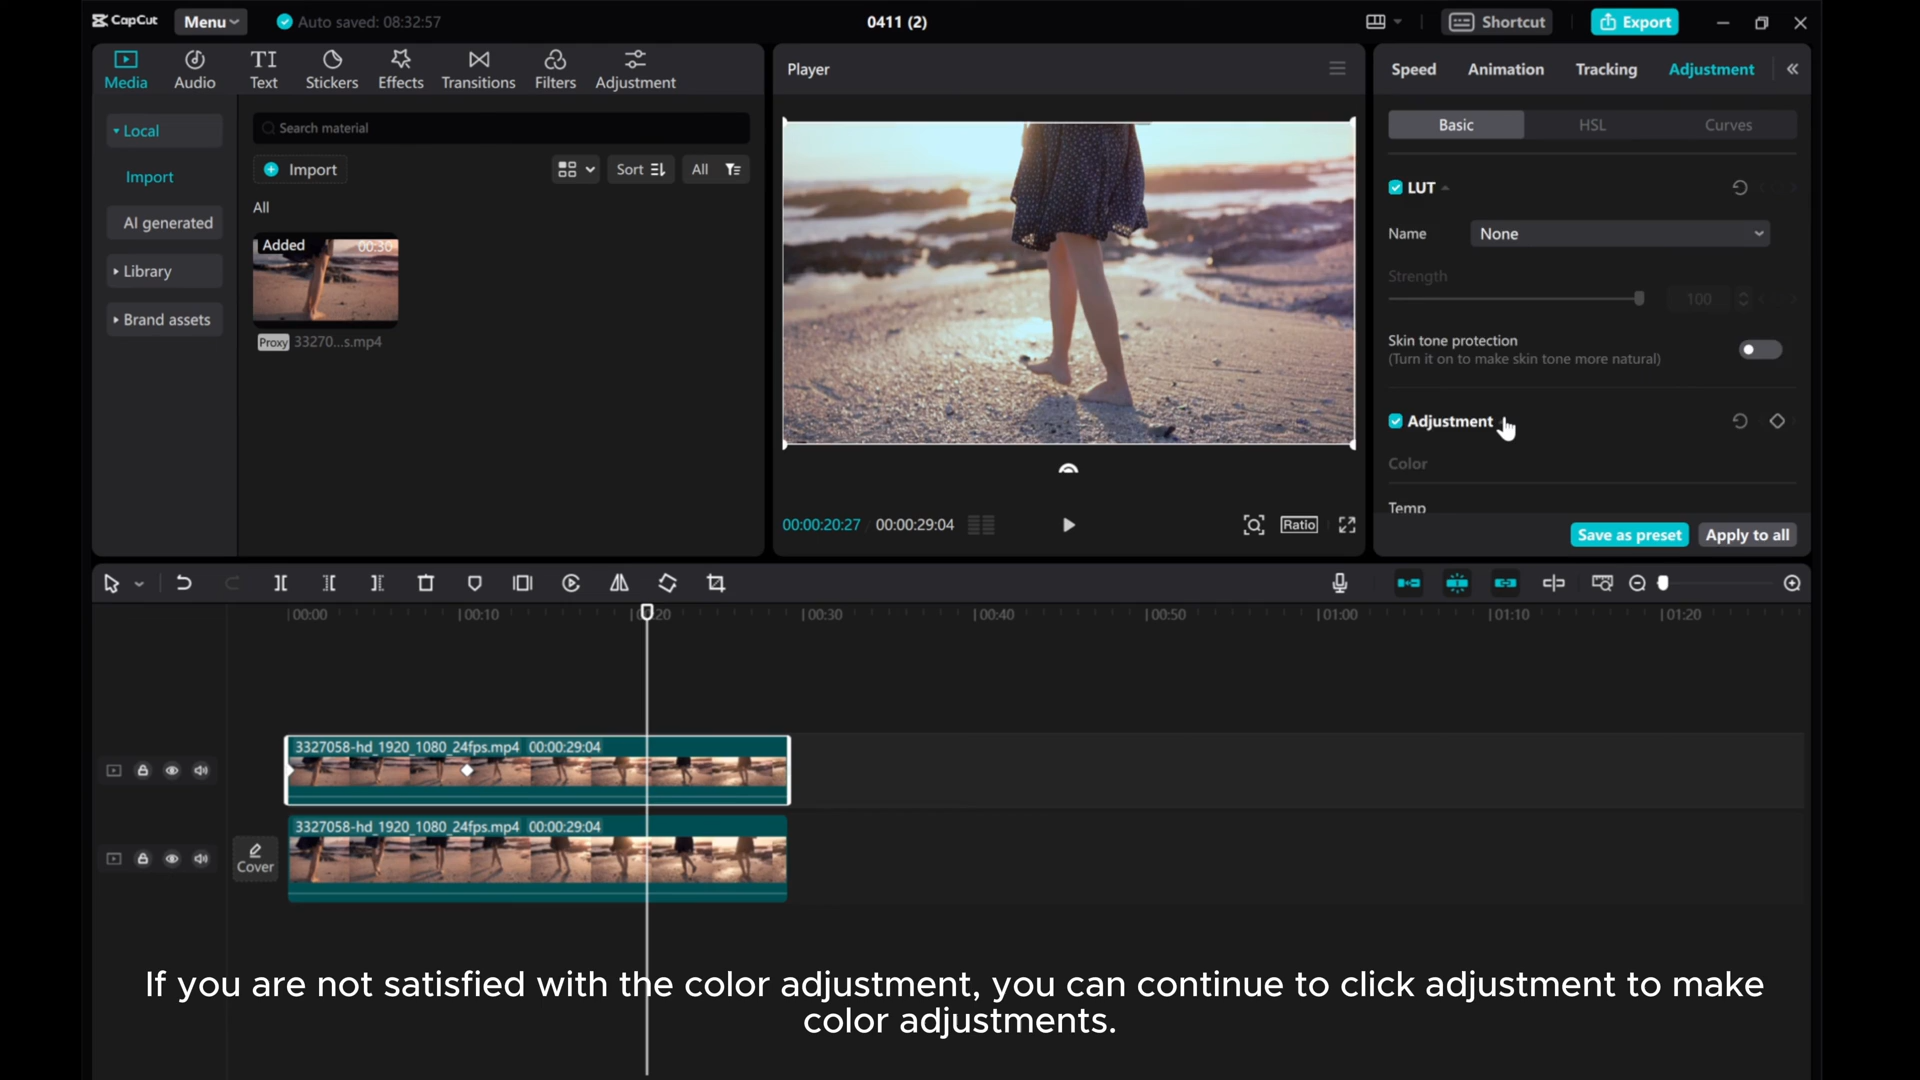 CapCut
Menu
Auto saved: 08:32:57
0411 (2)
Shortcut
Export
Media
Audio
TI
Text
Stickers
Effects
Transitions
Filters
Adjustment
Local
Import
AI generated
Library
Brand assets
Search material
Import
Sort
All
All
Added
00:30
Proxy
33270...s.mp4
Player
00:00:20:27
00:00:29:04
Ratio
Speed
Animation
Tracking
Adjustment
Basic
HSL
Curves
LUT
Name
None
Strength
100
Skin tone protection
(Turn it on to make skin tone more natural)
Adjustment
Color
Temp
Save as preset
Apply to all
00:00
00:10
00:30
00:40
00:50
01:00
01:10
01:20
3327058-hd_1920_1080_24fps.mp4 00:00:29:04
3327058-hd_1920_1080_24fps.mp4 00:00:29:04
Cover
If you are not satisfied with the color adjustment, you can continue to click adjustment to make
color adjustments.